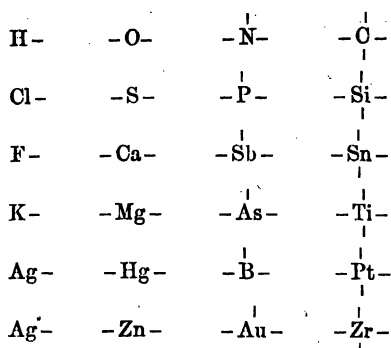 H– –O– –N– –C–
Cl– –S– –P– –Si–
F– –Ca– –Sb– –Sn–
K– –Mg– –As– –Ti–
Ag– –Hg– –B– –Pt–
Ag– –Zn– –Au– –Zr–